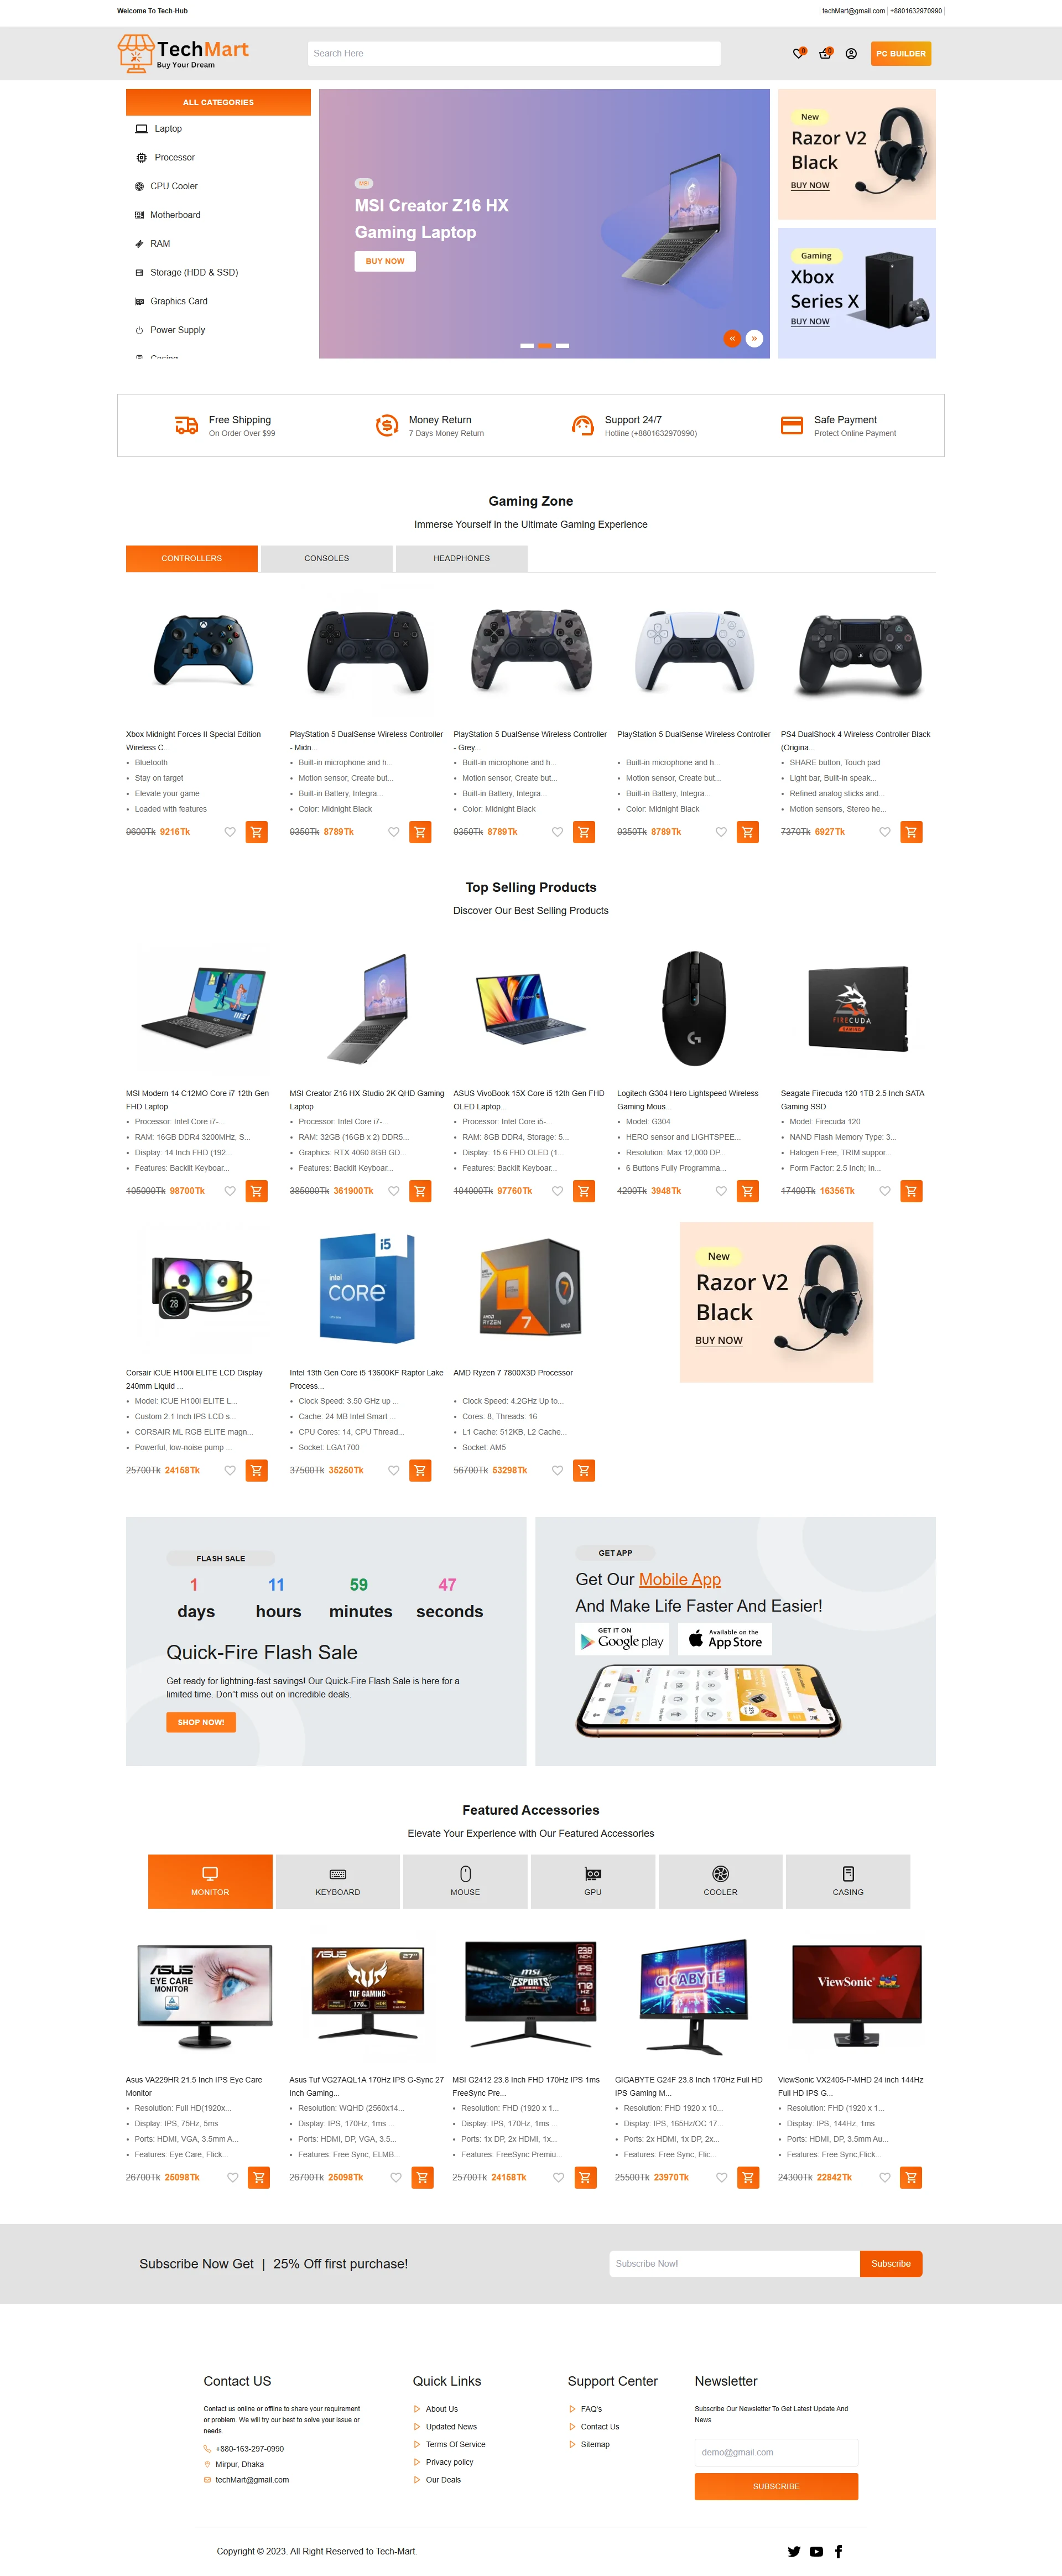 Welcome To Tech-Hub
techMart@gmail.com
+8801632970990
TechMart
Buy Your Dream
Search Here
0
0
PC BUILDER
ALL CATEGORIES
Laptop
Processor
CPU Cooler
Motherboard
RAM
Storage (HDD & SSD)
Graphics Card
Power Supply
Casing
MSI
MSI Creator Z16 HX
Gaming Laptop
BUY NOW
New
Razor V2
Black
BUY NOW
Gaming
Xbox
Series X
BUY NOW
Free Shipping
On Order Over $99
Money Return
7 Days Money Return
Support 24/7
Hotline (+8801632970990)
Safe Payment
Protect Online Payment
Gaming Zone
Immerse Yourself in the Ultimate Gaming Experience
CONTROLLERS
CONSOLES
HEADPHONES
Xbox Midnight Forces II Special Edition
Wireless C...
Bluetooth
Stay on target
Elevate your game
Loaded with features
9600Tk 9216Tk
PlayStation 5 DualSense Wireless Controller
- Midn...
Built-in microphone and h...
Motion sensor, Create but...
Built-in Battery, Integra...
Color: Midnight Black
9350Tk 8789Tk
PlayStation 5 DualSense Wireless Controller
- Grey...
Built-in microphone and h...
Motion sensor, Create but...
Built-in Battery, Integra...
Color: Midnight Black
9350Tk 8789Tk
PlayStation 5 DualSense Wireless Controller
Built-in microphone and h...
Motion sensor, Create but...
Built-in Battery, Integra...
Color: Midnight Black
9350Tk 8789Tk
PS4 DualShock 4 Wireless Controller Black
(Origina...
SHARE button, Touch pad
Light bar, Built-in speak...
Refined analog sticks and...
Motion sensors, Stereo he...
7370Tk 6927Tk
Top Selling Products
Discover Our Best Selling Products
msi
G
FIRECUDA
GAMING
MSI Modern 14 C12MO Core i7 12th Gen
FHD Laptop
Processor: Intel Core i7-...
RAM: 16GB DDR4 3200MHz, S...
Display: 14 Inch FHD (192...
Features: Backlit Keyboar...
105000Tk 98700Tk
MSI Creator Z16 HX Studio 2K QHD Gaming
Laptop
Processor: Intel Core i7-...
RAM: 32GB (16GB x 2) DDR5...
Graphics: RTX 4060 8GB GD...
Features: Backlit Keyboar...
385000Tk 361900Tk
ASUS VivoBook 15X Core i5 12th Gen FHD
OLED Laptop...
Processor: Intel Core i5-...
RAM: 8GB DDR4, Storage: 5...
Display: 15.6 FHD OLED (1...
Features: Backlit Keyboar...
104000Tk 97760Tk
Logitech G304 Hero Lightspeed Wireless
Gaming Mous...
Model: G304
HERO sensor and LIGHTSPEE...
Resolution: Max 12,000 DP...
6 Buttons Fully Programma...
4200Tk 3948Tk
Seagate Firecuda 120 1TB 2.5 Inch SATA
Gaming SSD
Model: Firecuda 120
NAND Flash Memory Type: 3...
Halogen Free, TRIM suppor...
Form Factor: 2.5 Inch; In...
17400Tk 16356Tk
28
i5
intel
CORE
AMD
RYZEN
7
7
AMD
New
Razor V2
Black
BUY NOW
Corsair iCUE H100i ELITE LCD Display
240mm Liquid ...
Model: iCUE H100i ELITE L...
Custom 2.1 Inch IPS LCD s...
CORSAIR ML RGB ELITE magn...
Powerful, low-noise pump ...
25700Tk 24158Tk
Intel 13th Gen Core i5 13600KF Raptor Lake
Process...
Clock Speed: 3.50 GHz up ...
Cache: 24 MB Intel Smart ...
CPU Cores: 14, CPU Thread...
Socket: LGA1700
37500Tk 35250Tk
AMD Ryzen 7 7800X3D Processor
Clock Speed: 4.2GHz Up to...
Cores: 8, Threads: 16
L1 Cache: 512KB, L2 Cache...
Socket: AM5
56700Tk 53298Tk
FLASH SALE
1 11 59 47
days hours minutes seconds
Quick-Fire Flash Sale
Get ready for lightning-fast savings! Our Quick-Fire Flash Sale is here for a
limited time. Don"t miss out on incredible deals.
SHOP NOW!
GET APP
Get Our Mobile App
And Make Life Faster And Easier!
GET IT ON
Google play
Available on the
App Store
Featured Accessories
Elevate Your Experience with Our Featured Accessories
MONITOR
KEYBOARD
MOUSE
GPU
COOLER
CASING
ASUS
EYE CARE
MONITOR
ASUS
27"
TUF GAMING
170
msi
ESPORTS
23.8
INCH
IPS
170
HZ
1
MS
GIGABYTE
ViewSonic
Asus VA229HR 21.5 Inch IPS Eye Care
Monitor
Resolution: Full HD(1920x...
Display: IPS, 75Hz, 5ms
Ports: HDMI, VGA, 3.5mm A...
Features: Eye Care, Flick...
26700Tk 25098Tk
Asus Tuf VG27AQL1A 170Hz IPS G-Sync 27
Inch Gaming...
Resolution: WQHD (2560x14...
Display: IPS, 170Hz, 1ms ...
Ports: HDMI, DP, VGA, 3.5...
Features: Free Sync, ELMB...
26700Tk 25098Tk
MSI G2412 23.8 Inch FHD 170Hz IPS 1ms
FreeSync Pre...
Resolution: FHD (1920 x 1...
Display: IPS, 170Hz, 1ms ...
Ports: 1x DP, 2x HDMI, 1x...
Features: FreeSync Premiu...
25700Tk 24158Tk
GIGABYTE G24F 23.8 Inch 170Hz Full HD
IPS Gaming M...
Resolution: FHD 1920 x 10...
Display: IPS, 165Hz/OC 17...
Ports: 2x HDMI, 1x DP, 2x...
Features: Free Sync, Flic...
25500Tk 23970Tk
ViewSonic VX2405-P-MHD 24 inch 144Hz
Full HD IPS G...
Resolution: FHD (1920 x 1...
Display: IPS, 144Hz, 1ms
Ports: HDMI, DP, 3.5mm Au...
Features: Free Sync,Flick...
24300Tk 22842Tk
Subscribe Now Get | 25% Off first purchase!
Subscribe Now!
Subscribe
Contact US
Contact us online or offline to share your requirement
or problem. We will try our best to solve your issue or
needs.
+880-163-297-0990
Mirpur, Dhaka
techMart@gmail.com
Quick Links
About Us
Updated News
Terms Of Service
Privacy policy
Our Deals
Support Center
FAQ's
Contact Us
Sitemap
Newsletter
Subscribe Our Newsletter To Get Latest Update And
News
demo@gmail.com
SUBSCRIBE
Copyright © 2023. All Right Reserved to Tech-Mart.